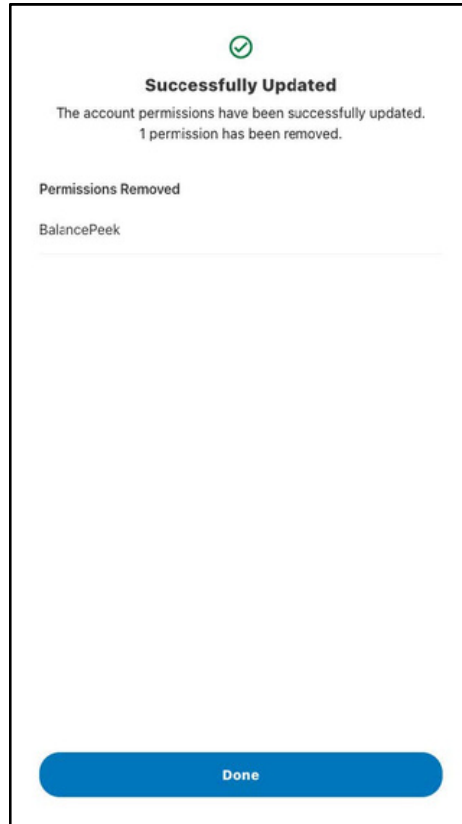 Successfully Updated
The account permissions have been successfully updated.
1 permission has been removed.
Permissions Removed
BalancePeek
Done